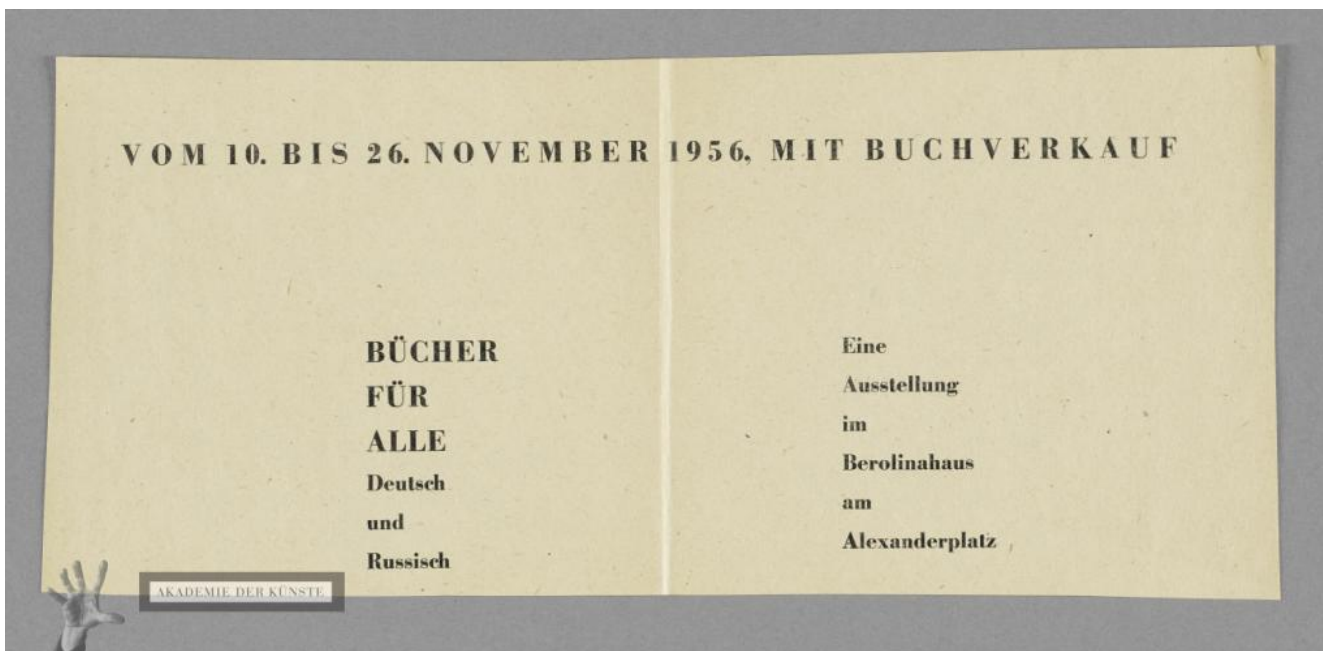 VOM 10. BIS 26. NOVEMBER 1956, MIT BUCHVERKAUF
BÜCHER
FÜR
ALLE
Deutsch
und
Russisch
Eine
Ausstellung
im
Berolinahaus
am
Alexanderplatz
AKADEMIE DER KÜNSTE